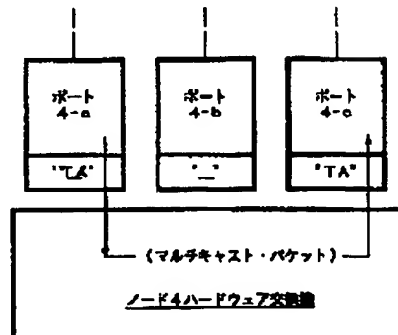 ポート
4-a
ポート
4-b
ポート
4-c
"TA"
"—"
"TA"
(マルチキャスト・パケット)
ノード4ハードウェア交換機